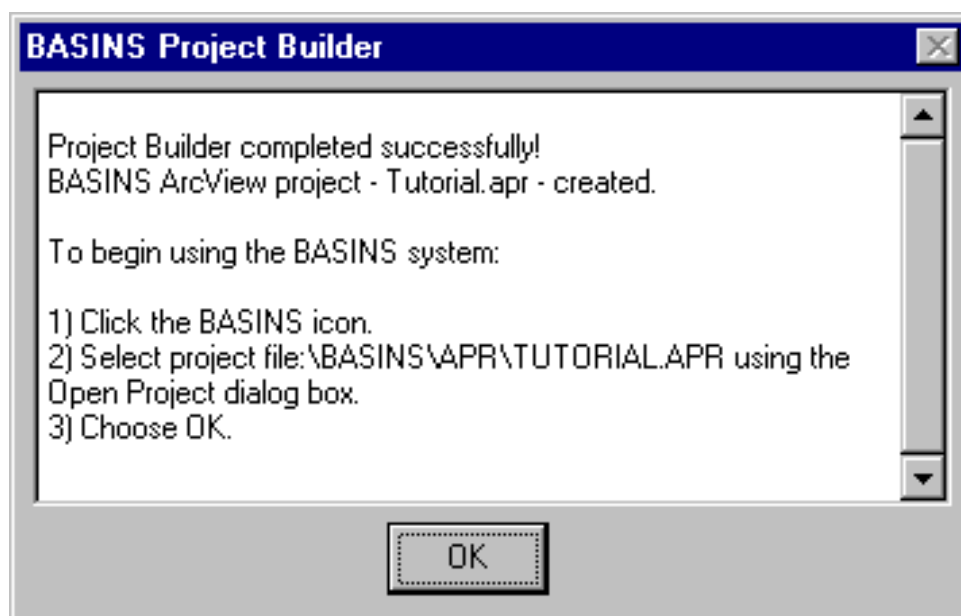 BASINS Project Builder
Project Builder completed successfully!
BASINS ArcView project - Tutorial.apr - created.
To begin using the BASINS system:
1) Click the BASINS icon.
2) Select project file:\BASINS\APR\TUTORIAL.APR using the
Open Project dialog box.
3) Choose OK.
OK